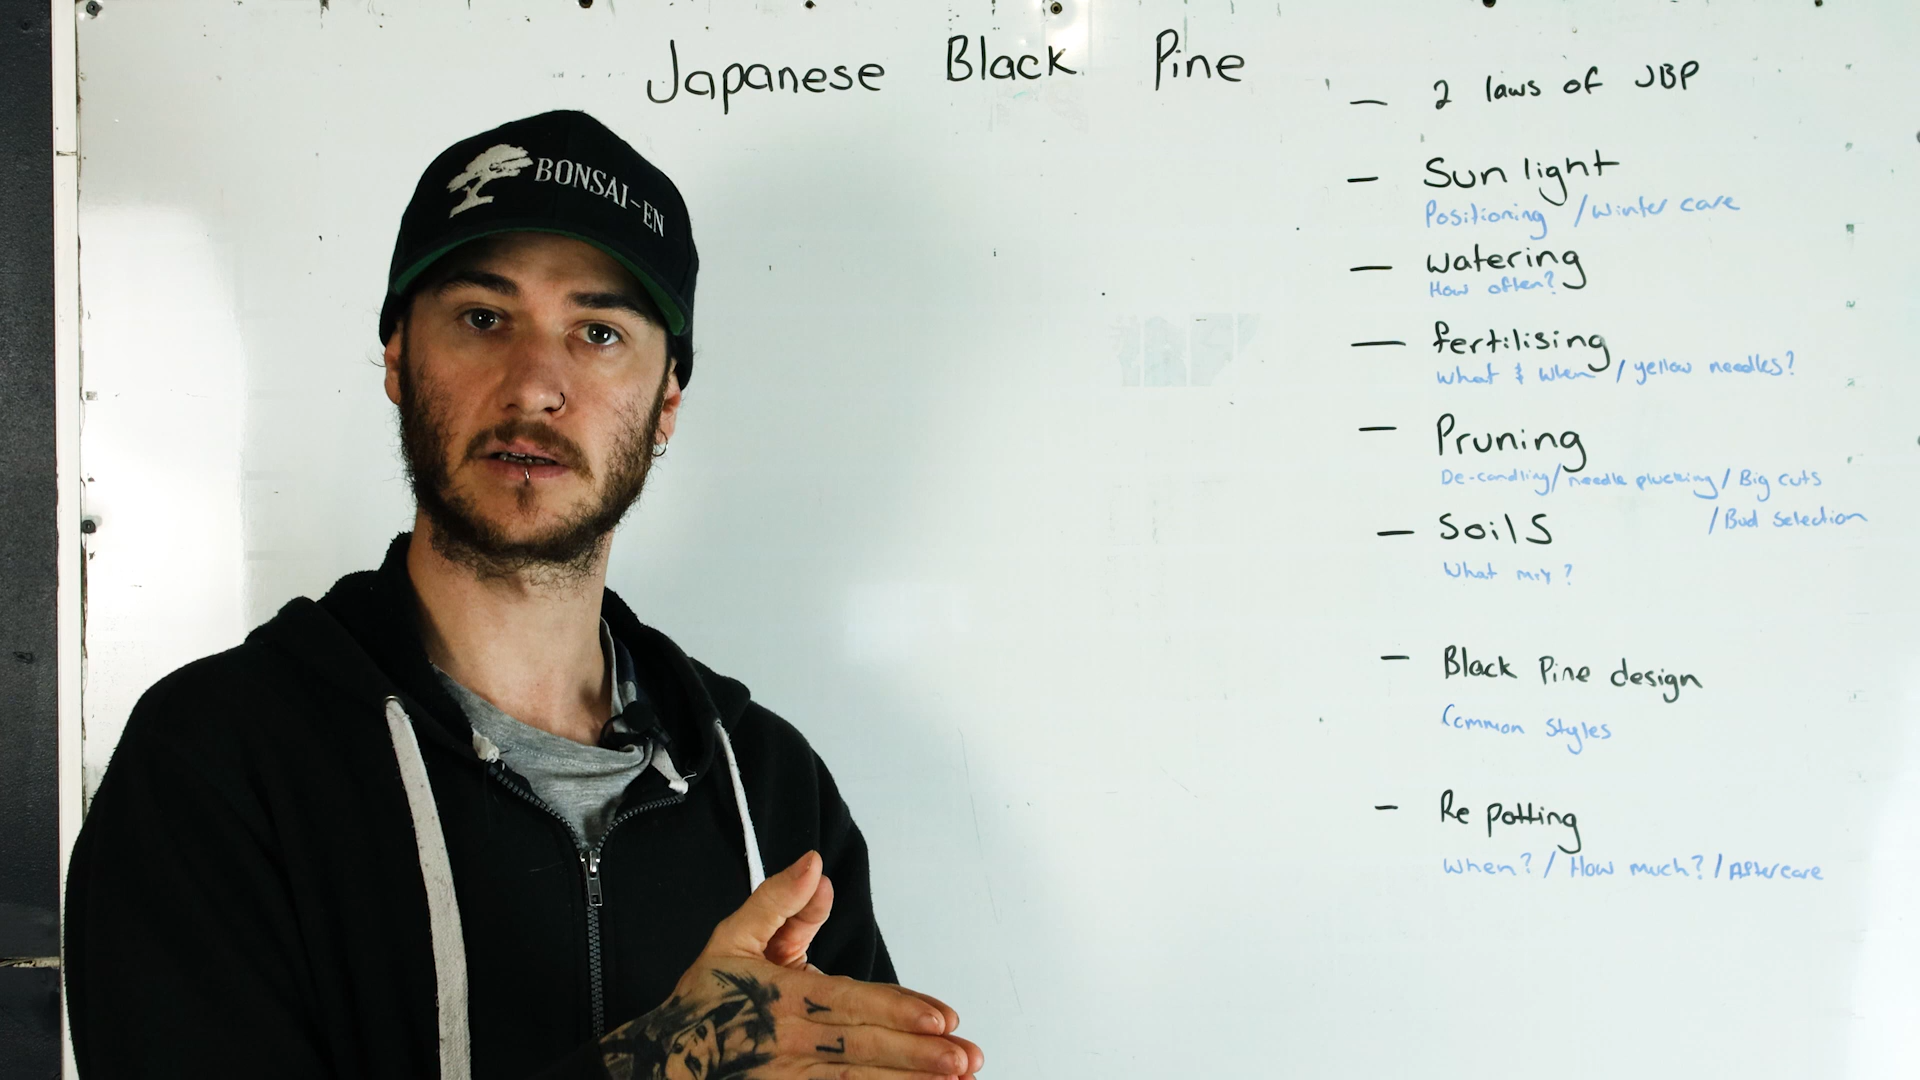 Japanese Black Pine
BONSAI-EN
- 2 laws of JBP
- Sun light
Positioning / Winter care
- Watering
How often?
- fertilising
What & When / yellow needles?
- Pruning
De-candling / needle plucking / Big cuts
/ Bud Selection
- Soils
What mix?
- Black Pine design
Common Styles
- Re potting
When? / How much? / Aftercare
L Y